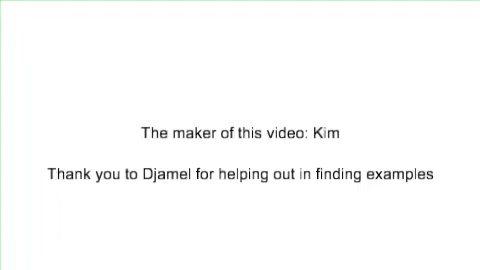 The maker of this video: Kim
Thank you to Djamel for helping out in finding examples